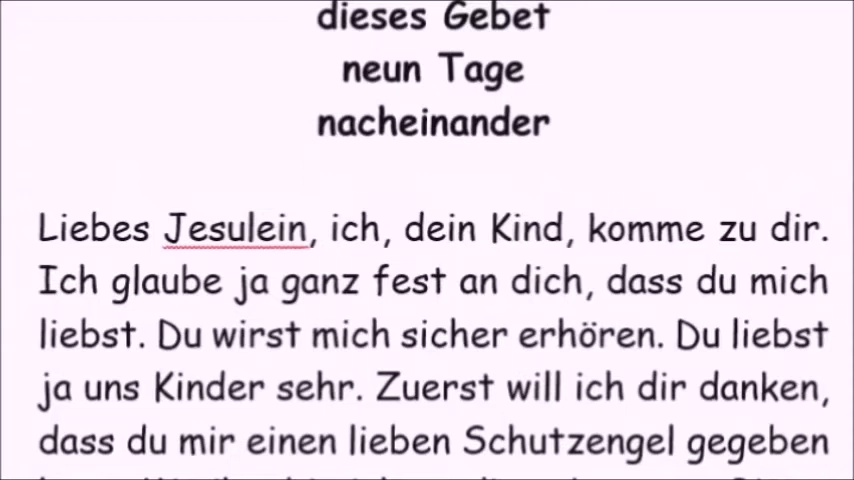 dieses Gebet
neun Tage
nacheinander
Liebes Jesulein, ich, dein Kind, komme zu dir.
Ich glaube ja ganz fest an dich, dass du mich
liebst. Du wirst mich sicher erhören. Du liebst
ja uns Kinder sehr. Zuerst will ich dir danken,
dass du mir einen lieben Schutzengel gegeben